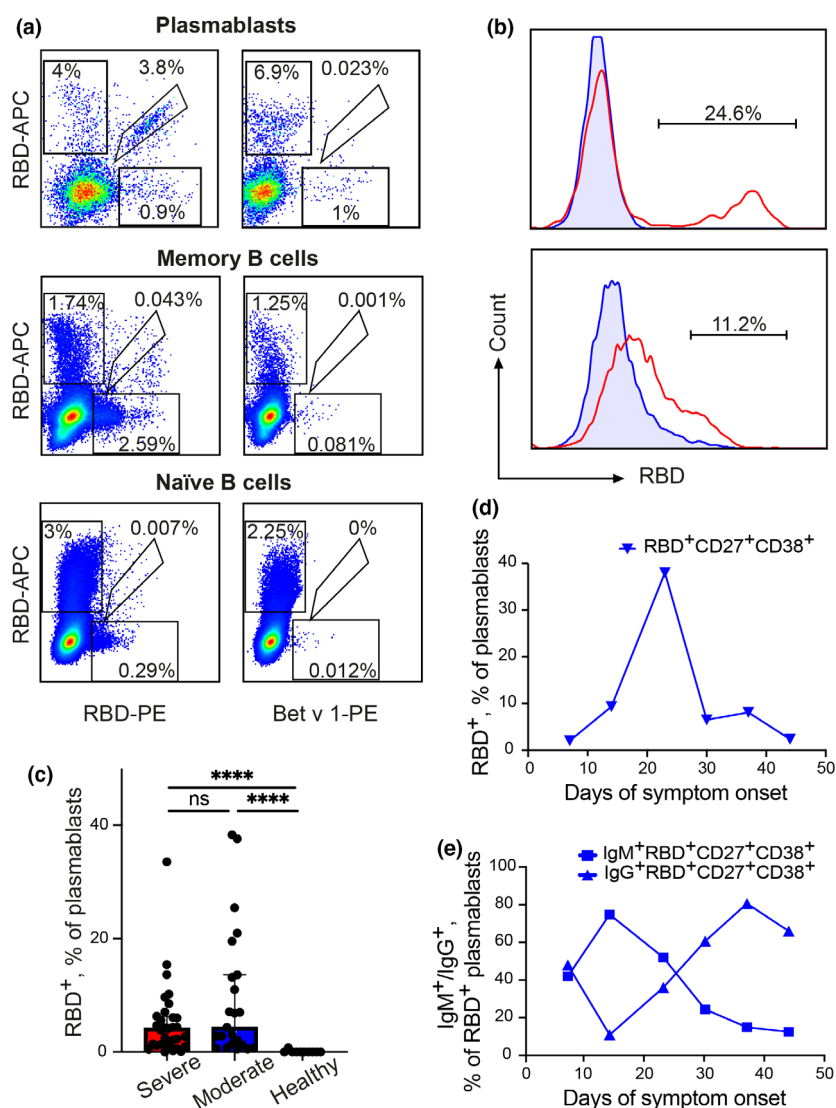 (a)
Plasmablasts
4%
3.8%
6.9%
0.023%
RBD-APC
0.9%
1%
Memory B cells
1.74%
0.043%
1.25%
0.001%
RBD-APC
2.59%
0.081%
Naïve B cells
3%
0.007%
2.25%
0%
RBD-APC
0.29%
0.012%
RBD-PE
Bet v 1-PE
(b)
24.6%
11.2%
Count
RBD
(c)
****
ns
****
RBD+, % of plasmablasts
40
20
0
Severe
Moderate
Healthy
(d)
RBD+CD27+CD38+
RBD+, % of plasmablasts
40
30
20
10
0
0 10 20 30 40 50
Days of symptom onset
(e)
IgM+RBD+CD27+CD38+
IgG+RBD+CD27+CD38+
IgM+/IgG+,
% of RBD+ plasmablasts
100
80
60
40
20
0
0 10 20 30 40 50
Days of symptom onset